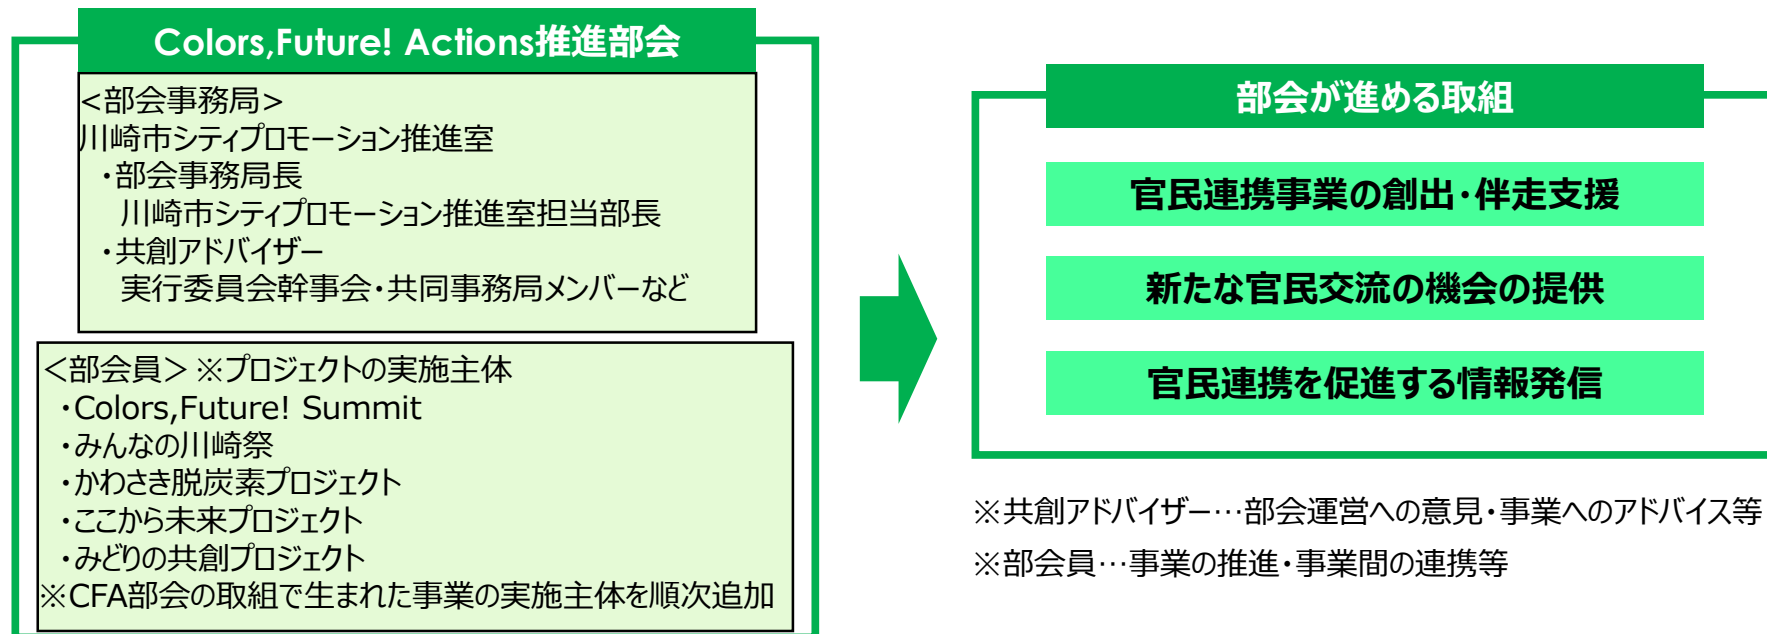 Colors,Future! Actions推進部会
<部会事務局>
川崎市シティプロモーション推進室
・部会事務局長
川崎市シティプロモーション推進室担当部長
・共創アドバイザー
実行委員会幹事会・共同事務局メンバーなど
＜部会員＞ ※プロジェクトの実施主体
・Colors,Future! Summit
・みんなの川崎祭
・かわさき脱炭素プロジェクト
・ここから未来プロジェクト
・みどりの共創プロジェクト
※CFA部会の取組で生まれた事業の実施主体を順次追加
部会が進める取組
官民連携事業の創出・伴走支援
新たな官民交流の機会の提供
官民連携を促進する情報発信
※共創アドバイザー…部会運営への意見・事業へのアドバイス等
※部会員…事業の推進・事業間の連携等